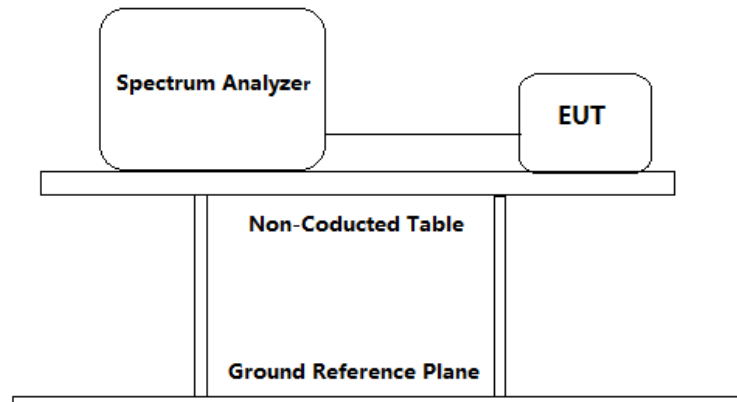 Spectrum Analyzer
EUT
Non-Coducted Table
Ground Reference Plane